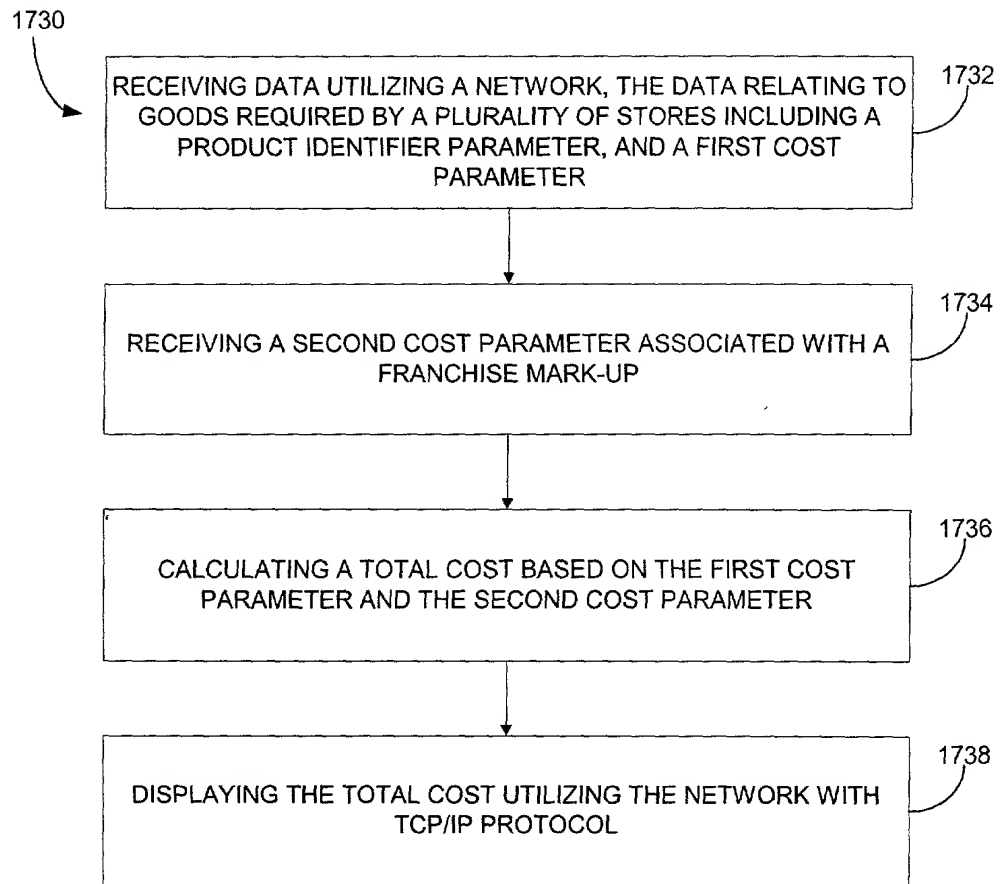 1730
1732
RECEIVING DATA UTILIZING A NETWORK, THE DATA RELATING TO
GOODS REQUIRED BY A PLURALITY OF STORES INCLUDING A
PRODUCT IDENTIFIER PARAMETER, AND A FIRST COST
PARAMETER
1734
RECEIVING A SECOND COST PARAMETER ASSOCIATED WITH A
FRANCHISE MARK-UP
1736
CALCULATING A TOTAL COST BASED ON THE FIRST COST
PARAMETER AND THE SECOND COST PARAMETER
1738
DISPLAYING THE TOTAL COST UTILIZING THE NETWORK WITH
TCP/IP PROTOCOL